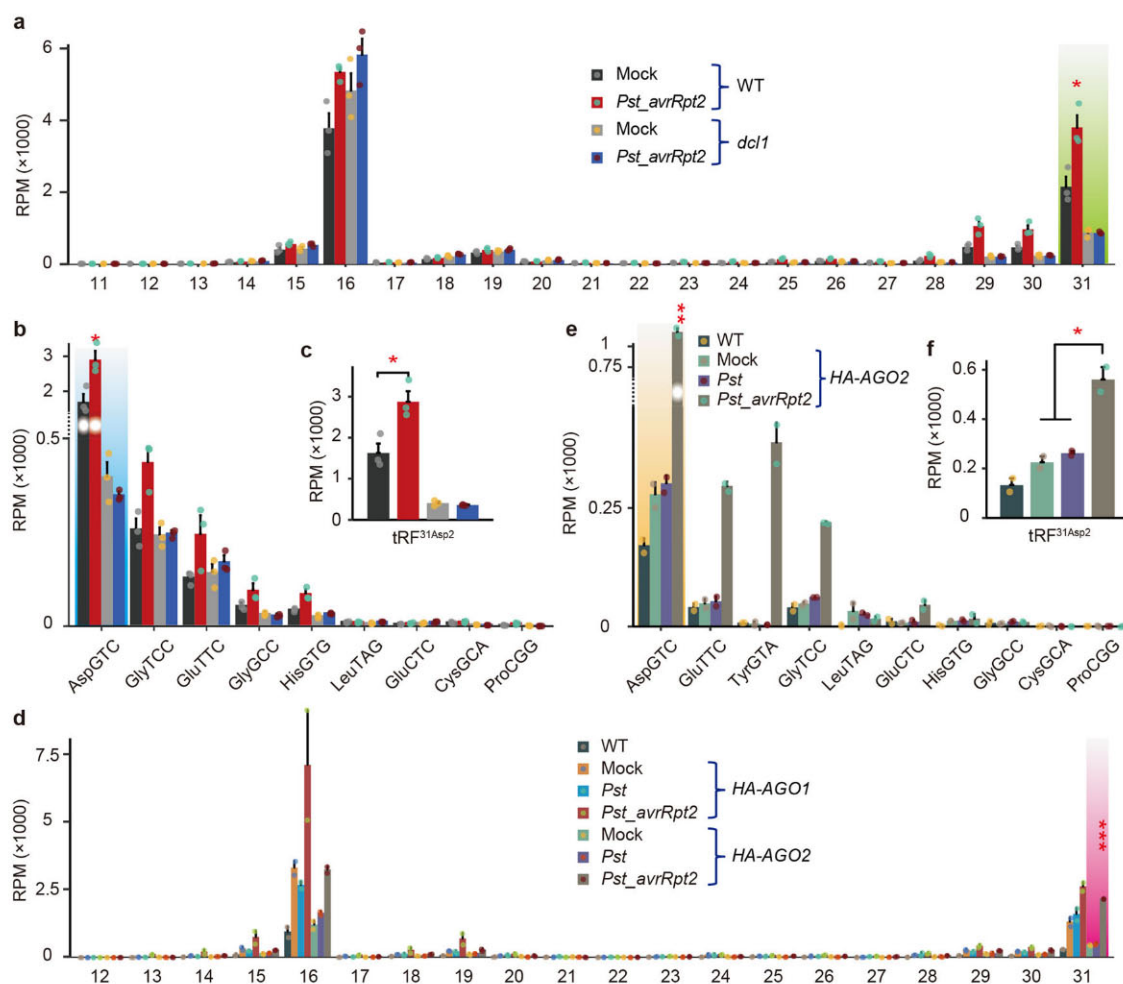 a
RPM (×1000)
6
4
2
0
11 12 13 14 15 16 17 18 19 20 21 22 23 24 25 26 27 28 29 30 31
Mock
Pst_avrRpt2
WT
Mock
Pst_avrRpt2
dcl1
*
b
RPM (×1000)
3
2
0.5
0
*
AspGTC GlyTCC GluTTC GlyGCC HisGTG LeuTAG GluCTC CysGCA ProCGG
c
RPM (×1000)
3
2
1
0
*
tRF31Asp2
e
RPM (×1000)
1
0.75
0.25
0
**
WT
Mock
Pst
Pst_avrRpt2
HA-AGO2
AspGTC GluTTC TyrGTA GlyTCC LeuTAG GluCTC HisGTG GlyGCC CysGCA ProCGG
f
RPM (×1000)
0.6
0.4
0.2
0
*
tRF31Asp2
d
RPM (×1000)
7.5
5
2.5
0
WT
Mock
Pst
Pst_avrRpt2
HA-AGO1
Mock
Pst
Pst_avrRpt2
HA-AGO2
***
12 13 14 15 16 17 18 19 20 21 22 23 24 25 26 27 28 29 30 31